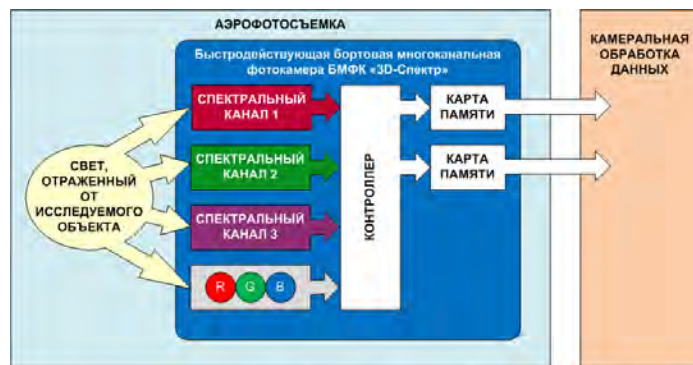 АЭРОФОТОСЪЕМКА
Быстродействующая бортовая многоканальная
фотокамера БМФК «3D-Спектр»
СВЕТ,
ОТРАЖЕННЫЙ
ОТ
ИССЛЕДУЕМОГО
ОБЪЕКТА
СПЕКТРАЛЬНЫЙ
КАНАЛ 1
СПЕКТРАЛЬНЫЙ
КАНАЛ 2
СПЕКТРАЛЬНЫЙ
КАНАЛ 3
R G B
КОНТРОЛЛЕР
КАРТА
ПАМЯТИ
КАРТА
ПАМЯТИ
КАМЕРАЛЬНАЯ
ОБРАБОТКА
ДАННЫХ